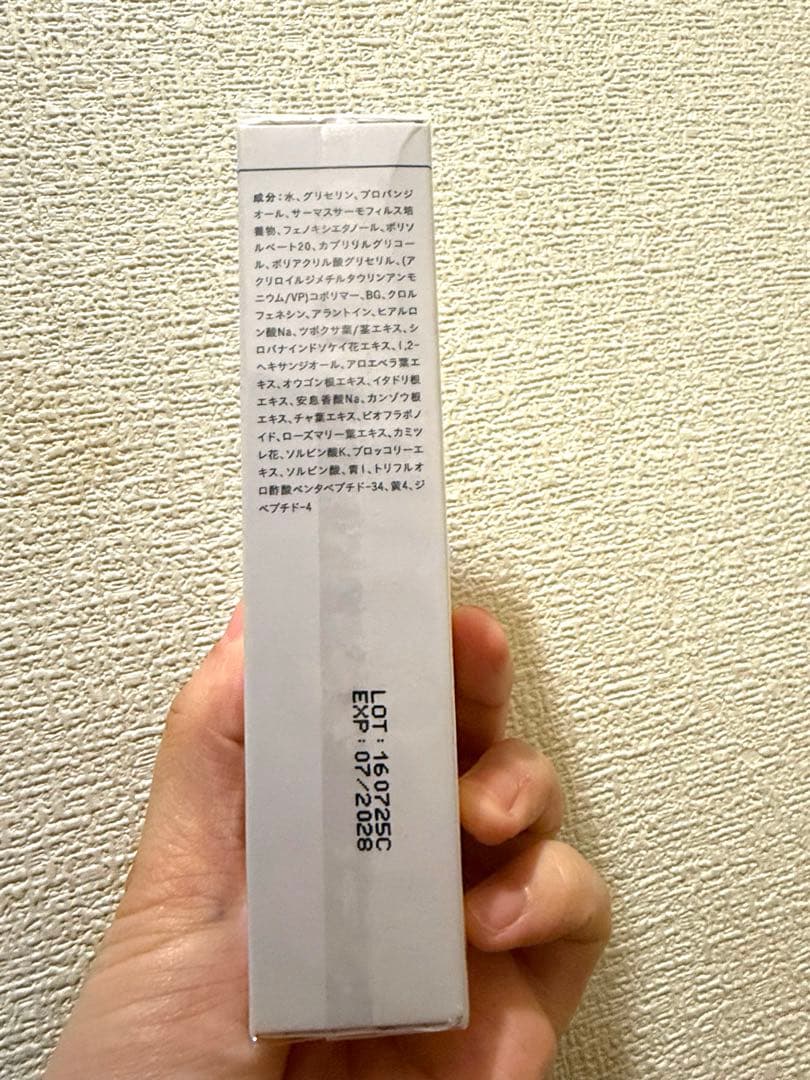 成分:水、グリセリン、プロパンジ
オール、サーマスサーモフィルス培
養物、フェノキシエタノール、ポリソ
ルベート20、カプリリルグリコー
ル、ポリアクリル酸グリセリル、(ア
クリロイルジメチルタウリンアンモ
ニウム/VP)コポリマー、BG、クロル
フェネシン、アラントイン、ヒアルロ
ン酸Na、ツボクサ葉/茎エキス、シ
ロバナインドソケイ花エキス、1,2-
ヘキサンジオール、アロエベラ葉エ
キス、オウゴン根エキス、イタドリ根
エキス、安息香酸Na、カンゾウ根
エキス、チャ葉エキス、ビオフラボノ
イド、ローズマリー葉エキス、カミツ
レ花、ソルビン酸K、ブロッコリーエ
キス、ソルビン酸、青1、トリフルオ
ロ酢酸ペンタペプチド-34、黄4、ジ
ペプチド-4
LOT:160725C
EXP:07/2028